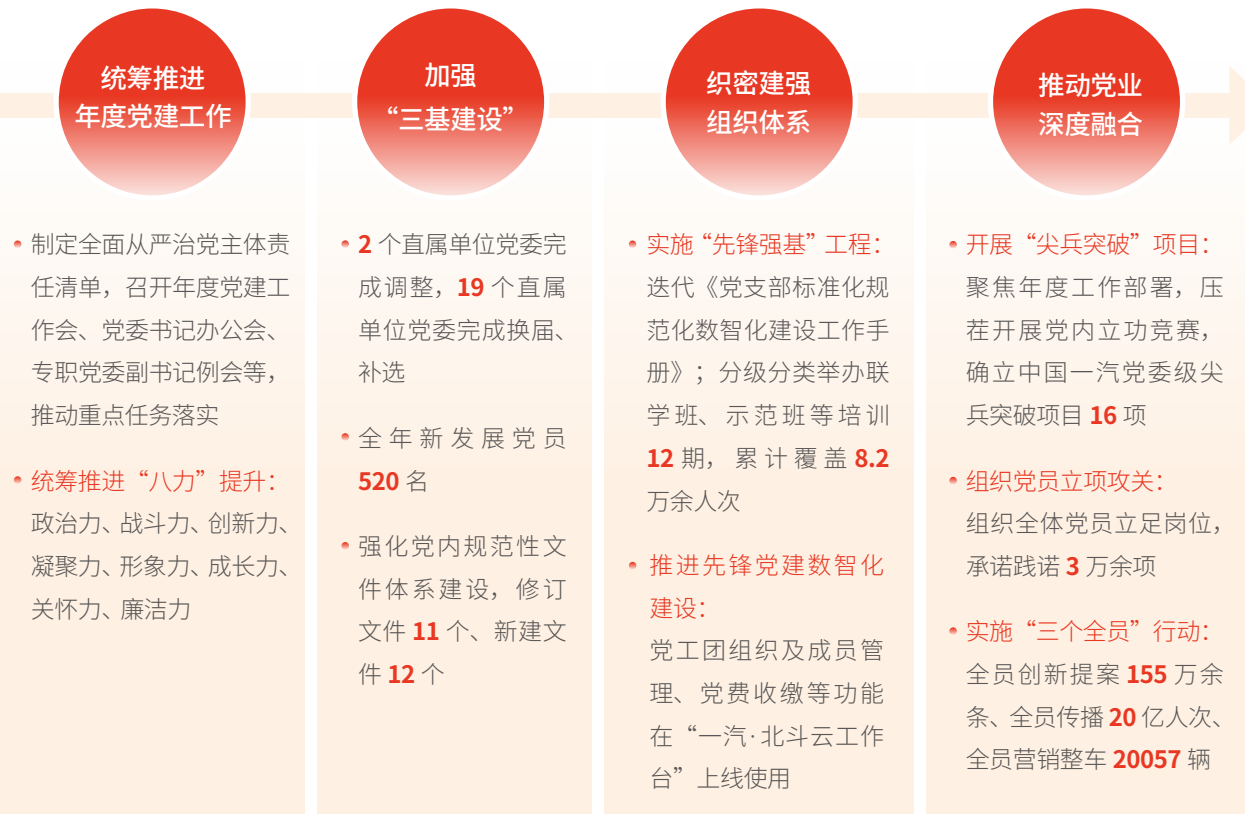 统筹推进
年度党建工作
制定全面从严治党主体责
任清单，召开年度党建工
作会、党委书记办公会、
专职党委副书记例会等，
推动重点任务落实
统筹推进“八力”提升：
政治力、战斗力、创新力、
凝聚力、形象力、成长力、
关怀力、廉洁力
加强
“三基建设”
2 个直属单位党委完
成调整，19 个直属
单位党委完成换届、
补选
全年新发展党员
520 名
强化党内规范性文
件体系建设，修订
文件 11 个、新建文
件 12 个
织密建强
组织体系
实施“先锋强基”工程：
迭代《党支部标准化规
范化数智化建设工作手
册》；分级分类举办联
学班、示范班等培训
12 期，累计覆盖 8.2
万余人次
推进先锋党建数智化
建设：
党工团组织及成员管
理、党费收缴等功能
在“一汽·北斗云工作
台”上线使用
推动党业
深度融合
开展“尖兵突破”项目：
聚焦年度工作部署，压
茬开展党内立功竞赛，
确立中国一汽党委级尖
兵突破项目 16 项
组织党员立项攻关：
组织全体党员立足岗位，
承诺践诺 3 万余项
实施“三个全员”行动：
全员创新提案 155 万余
条、全员传播 20 亿人次、
全员营销整车 20057 辆